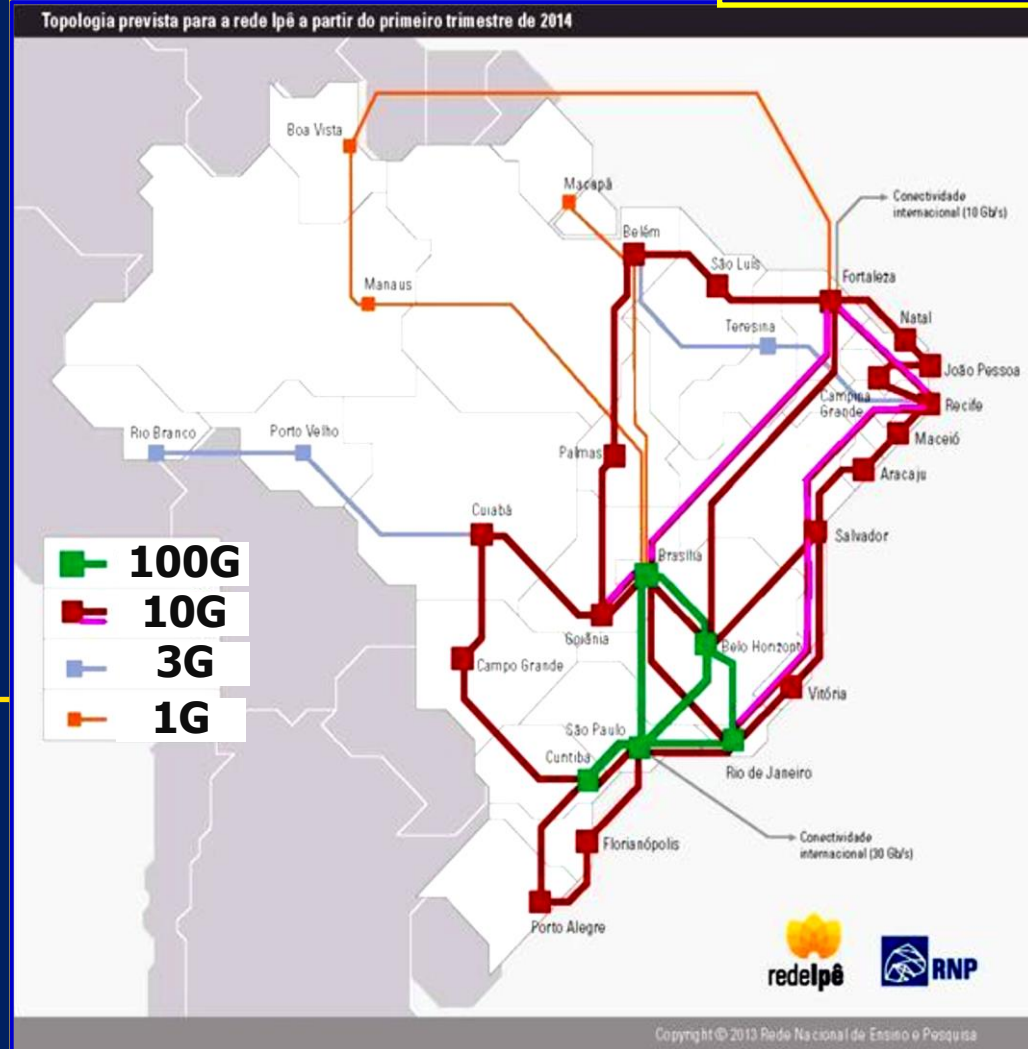 Topologia prevista para a rede Ipê a partir do primeiro trimestre de 2014
Boa Vista
Macapá
Conectividade
internacional (10 Gb/s)
Belém
São Luís
Fortaleza
Manaus
Teresina
Natal
João Pessoa
Campina
Grande
Recife
Rio Branco
Porto Velho
Maceió
Palmas
Aracaju
Cuiabá
Salvador
Brasília
100G
10G
3G
1G
Goiânia
Belo Horizonte
Campo Grande
Vitória
São Paulo
Curitiba
Rio de Janeiro
Florianópolis
Conectividade
internacional (30 Gb/s)
Porto Alegre
redeIpê
RNP
Copyright © 2013 Rede Nacional de Ensino e Pesquisa